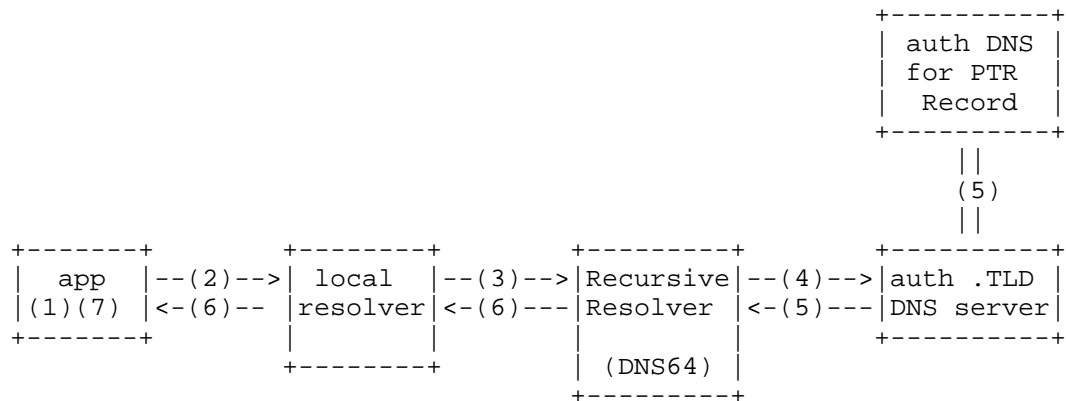 auth DNS
for PTR
Record
(5)
app --(2)--> local --(3)--> Recursive --(4)--> auth .TLD
(1)(7) <-(6)-- resolver <-(6)--- Resolver <-(5)--- DNS server
(DNS64)